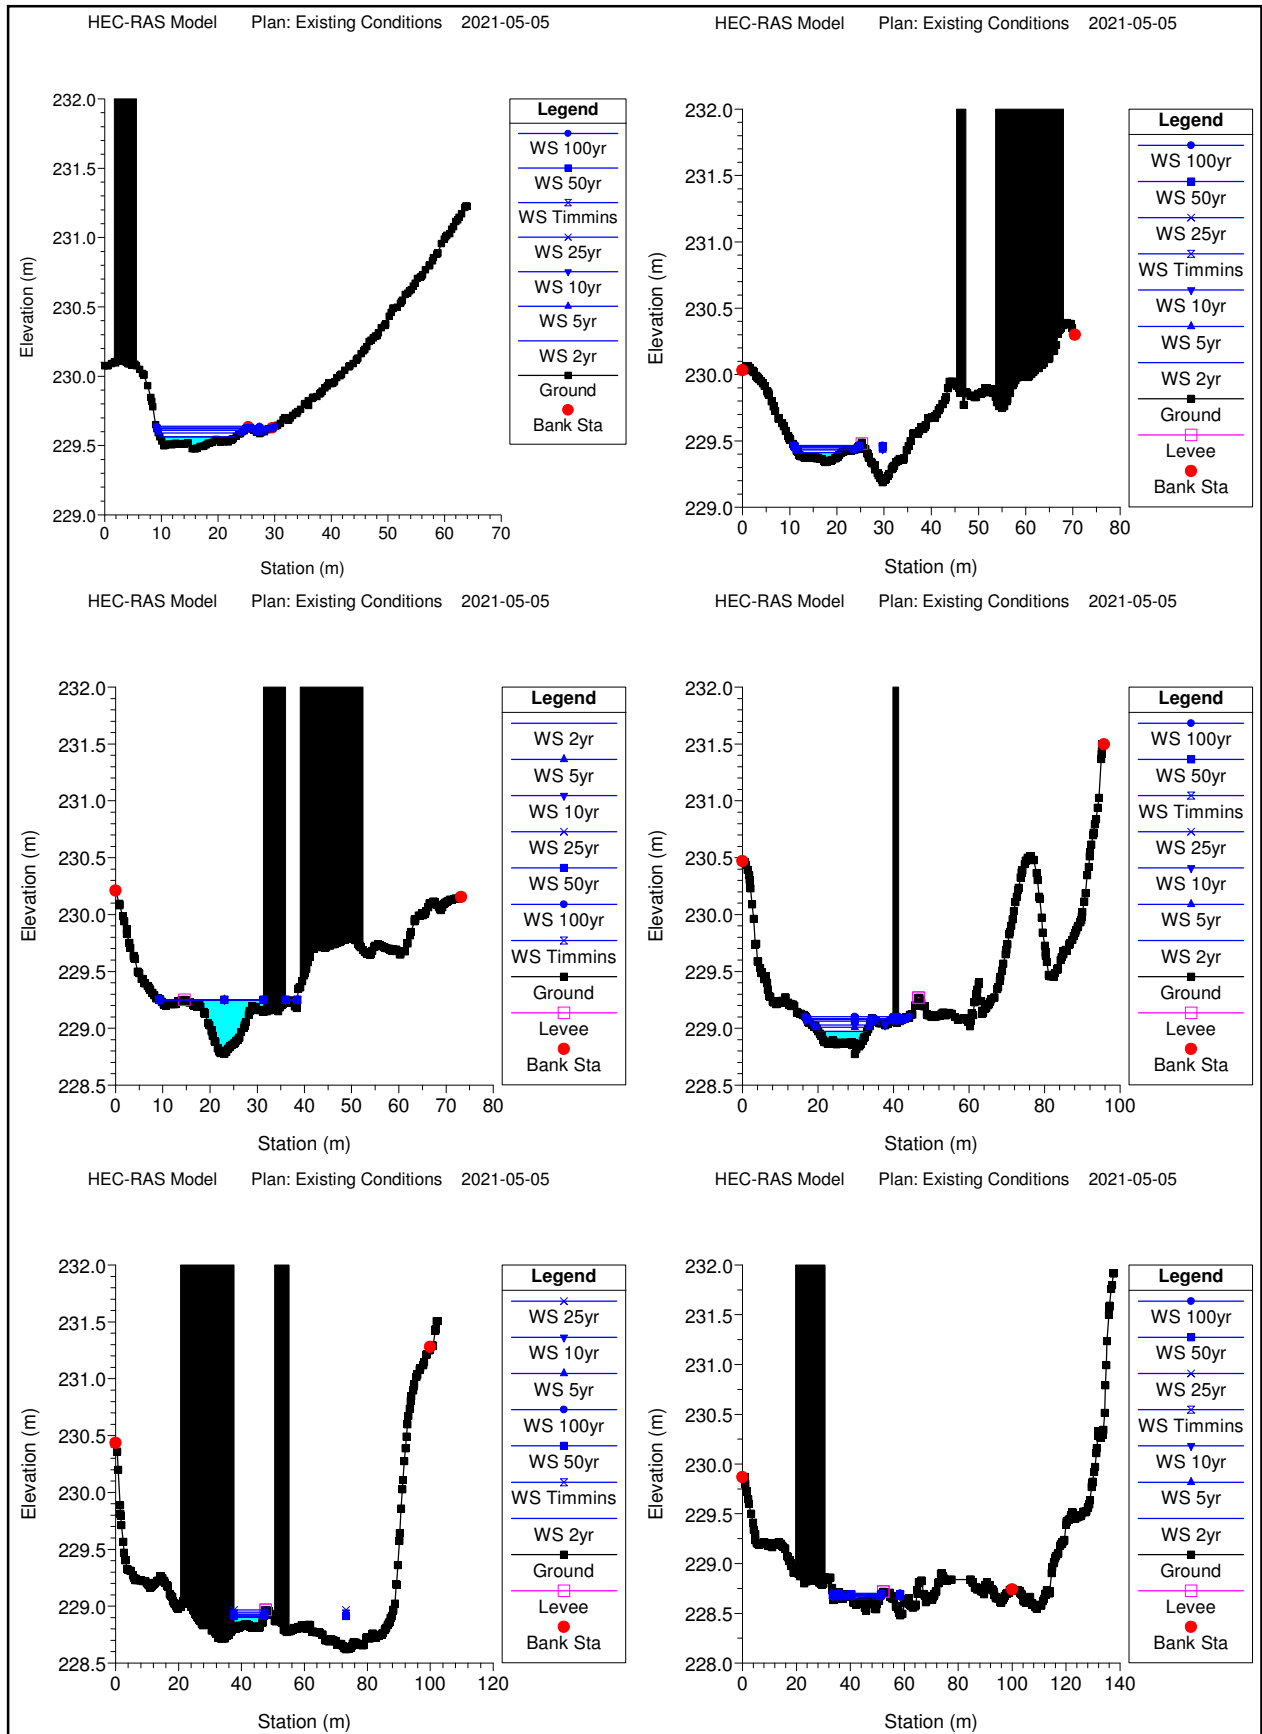 HEC-RAS Model Plan: Existing Conditions 2021-05-05
232.0
231.5
231.0
230.5
230.0
229.5
229.0
0 10 20 30 40 50 60 70
Station (m)
Elevation (m)
Legend
WS 100yr
WS 50yr
WS Timmins
WS 25yr
WS 10yr
WS 5yr
WS 2yr
Ground
Bank Sta
HEC-RAS Model Plan: Existing Conditions 2021-05-05
232.0
231.5
231.0
230.5
230.0
229.5
229.0
0 10 20 30 40 50 60 70 80
Station (m)
Elevation (m)
Legend
WS 100yr
WS 50yr
WS 25yr
WS Timmins
WS 10yr
WS 5yr
WS 2yr
Ground
Levee
Bank Sta
HEC-RAS Model Plan: Existing Conditions 2021-05-05
232.0
231.5
231.0
230.5
230.0
229.5
229.0
228.5
0 10 20 30 40 50 60 70 80
Station (m)
Elevation (m)
Legend
WS 2yr
WS 5yr
WS 10yr
WS 25yr
WS 50yr
WS 100yr
WS Timmins
Ground
Levee
Bank Sta
HEC-RAS Model Plan: Existing Conditions 2021-05-05
232.0
231.5
231.0
230.5
230.0
229.5
229.0
228.5
0 20 40 60 80 100
Station (m)
Elevation (m)
Legend
WS 100yr
WS 50yr
WS Timmins
WS 25yr
WS 10yr
WS 5yr
WS 2yr
Ground
Levee
Bank Sta
HEC-RAS Model Plan: Existing Conditions 2021-05-05
232.0
231.5
231.0
230.5
230.0
229.5
229.0
228.5
0 20 40 60 80 100 120
Station (m)
Elevation (m)
Legend
WS 25yr
WS 10yr
WS 5yr
WS 100yr
WS 50yr
WS Timmins
WS 2yr
Ground
Levee
Bank Sta
HEC-RAS Model Plan: Existing Conditions 2021-05-05
232.0
231.5
231.0
230.5
230.0
229.5
229.0
228.5
228.0
0 20 40 60 80 100 120 140
Station (m)
Elevation (m)
Legend
WS 100yr
WS 50yr
WS 25yr
WS Timmins
WS 10yr
WS 5yr
WS 2yr
Ground
Levee
Bank Sta